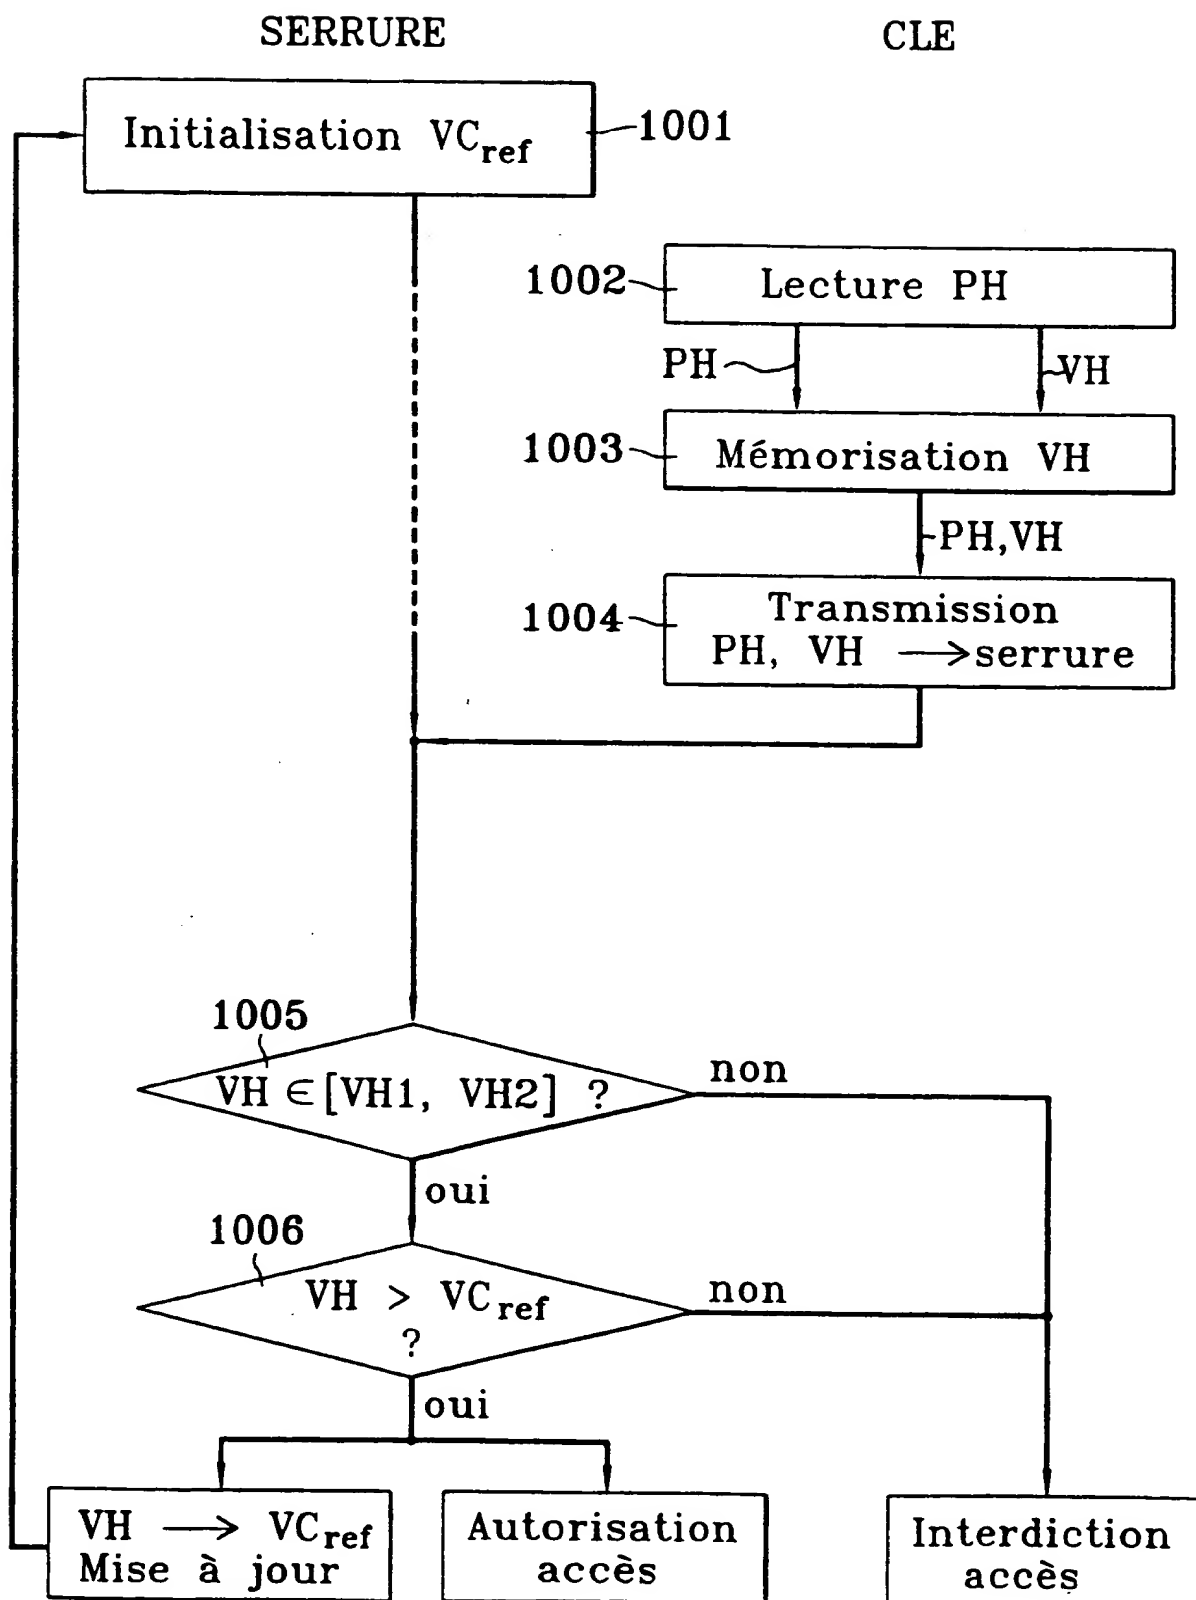 SERRURE
CLE
Initialisation VCref
1001
1002
Lecture PH
PH
VH
1003
Mémorisation VH
PH,VH
1004
Transmission
PH, VH → serrure
1005
VH ∈ [VH1, VH2] ?
non
oui
1006
VH > VCref
?
non
oui
VH → VCref
Mise à jour
Autorisation
accès
Interdiction
accès